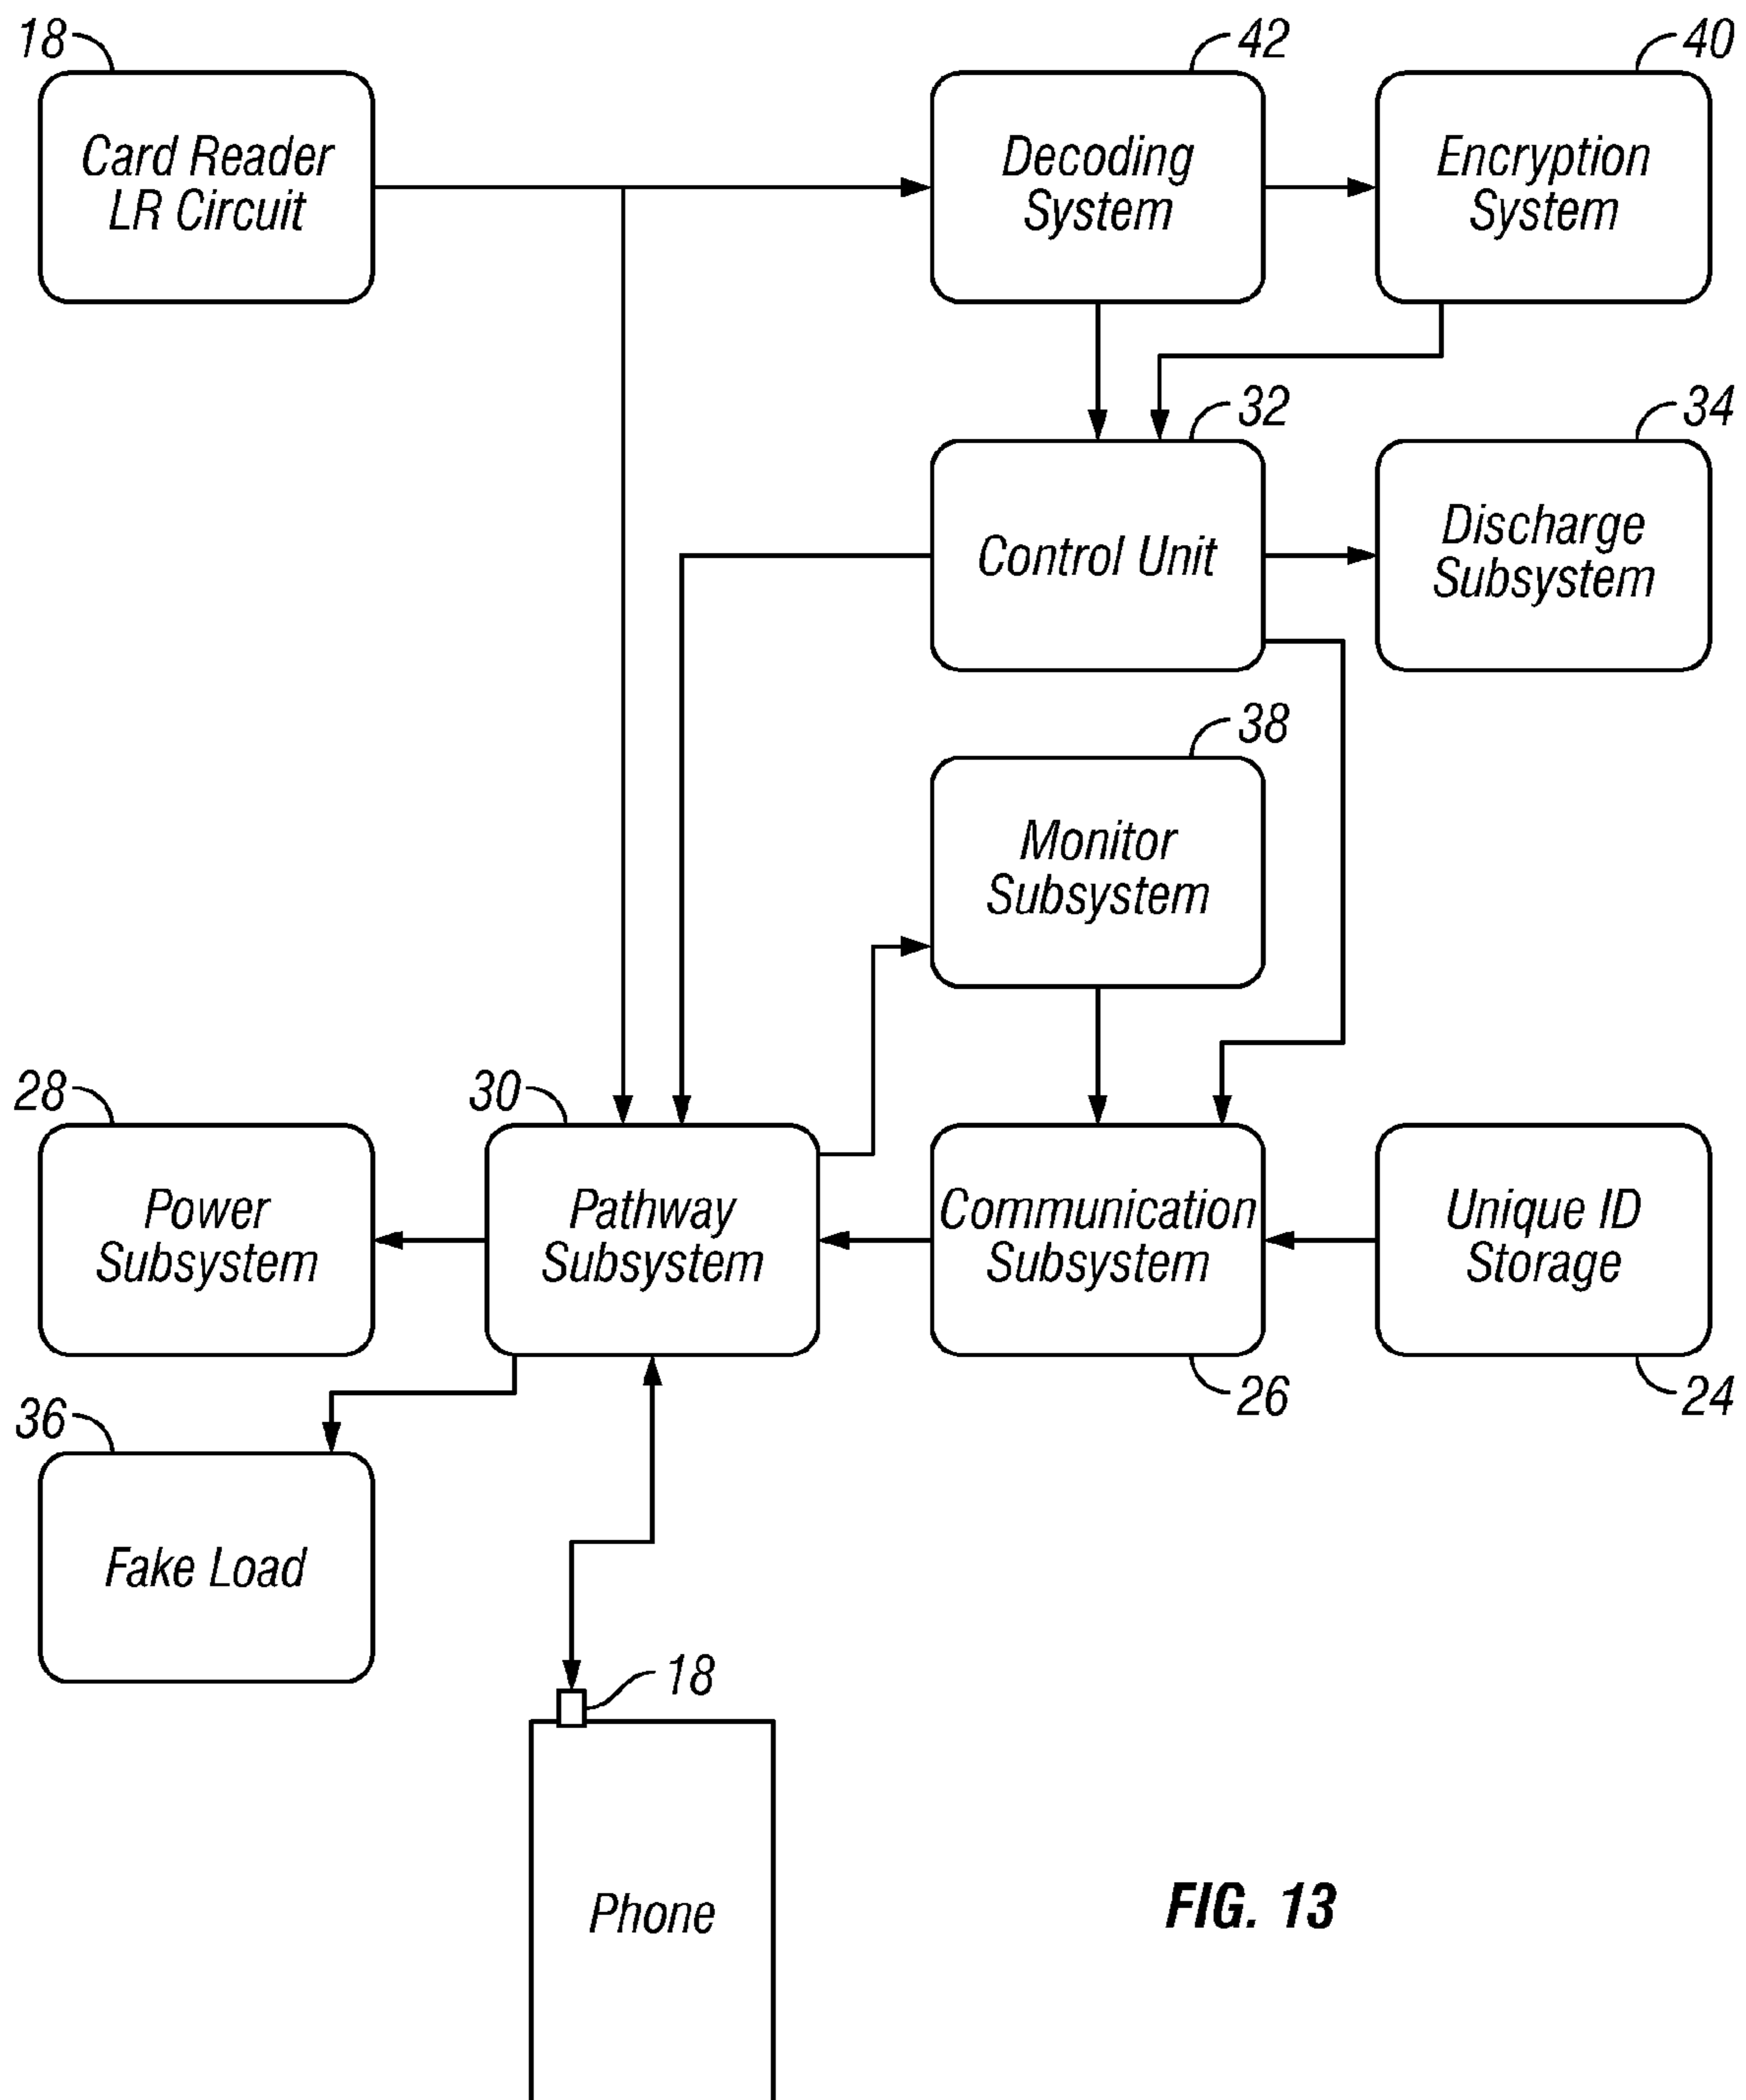 18
42
40
Card Reader
LR Circuit
Decoding
System
Encryption
System
32
34
Control Unit
Discharge
Subsystem
38
Monitor
Subsystem
28
30
Power
Subsystem
Pathway
Subsystem
Communication
Subsystem
Unique ID
Storage
26
24
36
Fake Load
18
Phone
FIG. 13